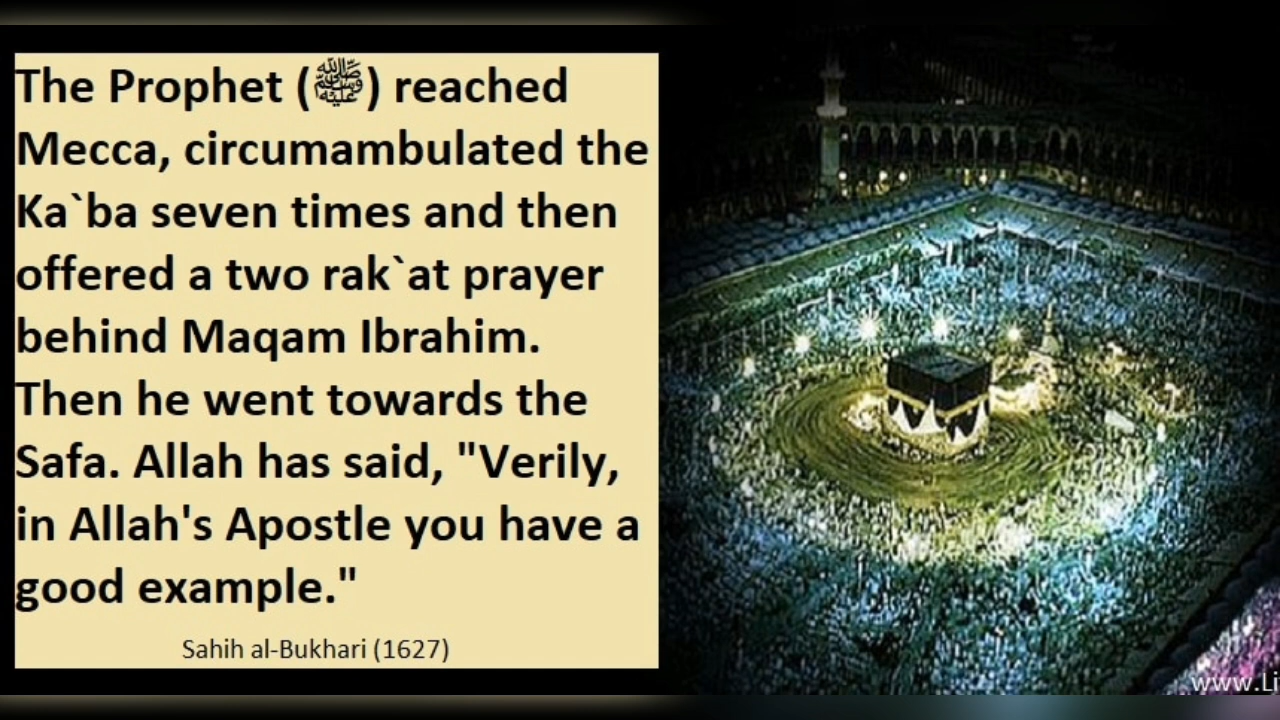 The Prophet (ﷺ) reached
Mecca, circumambulated the
Ka`ba seven times and then
offered a two rak`at prayer
behind Maqam Ibrahim.
Then he went towards the
Safa. Allah has said, "Verily,
in Allah's Apostle you have a
good example."
Sahih al-Bukhari (1627)
www.Li